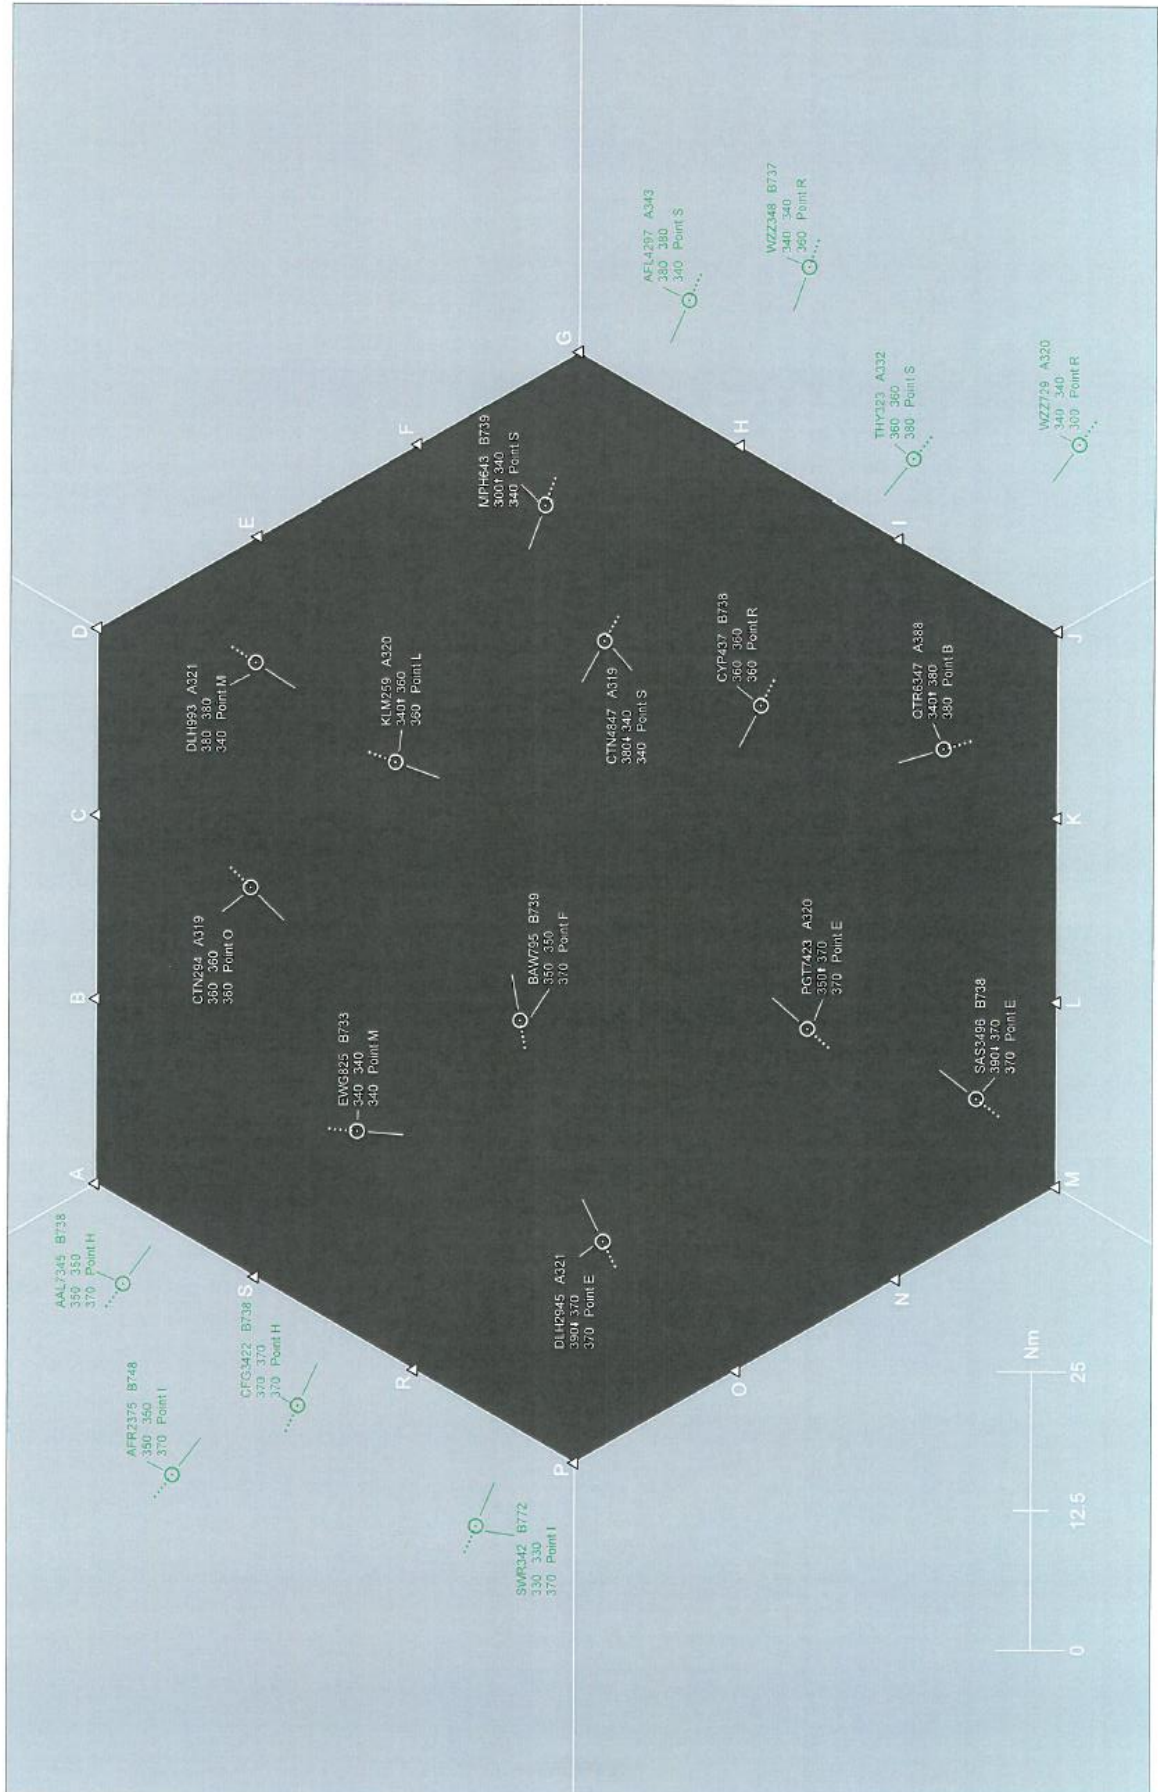 AAL7345 B738
350 350
370 Point H
A
B
C
D
AFR2375 B748
350 350
370 Point I
DLH993 A321
380 380
340 Point M
CTN294 A319
360 360
380 Point O
CFG3422 B738
370 370
370 Point H
S
E
EWG825 B733
340 340
340 Point M
KLM259 A320
340↑ 360
360 Point L
R
F
MPH643 B739
300↑ 340
340 Point S
SWR342 B772
330 330
370 Point I
BAW795 B739
350 350
370 Point F
DLH2945 A321
390↓ 370
370 Point E
P
G
CTN4847 A319
380↓ 340
340 Point S
AFL4297 A343
380 380
340 Point S
CYP437 B738
360 360
360 Point R
O
H
WZZ348 B737
340 340
360 Point R
PGT7423 A320
350↑ 370
370 Point E
THY323 A332
360 360
380 Point S
N
I
QTR6347 A388
340↑ 380
380 Point B
SAS3496 B738
390↓ 370
370 Point E
WZZ729 A320
340 340
300 Point R
Nm
M
L
K
J
0 12.5 25